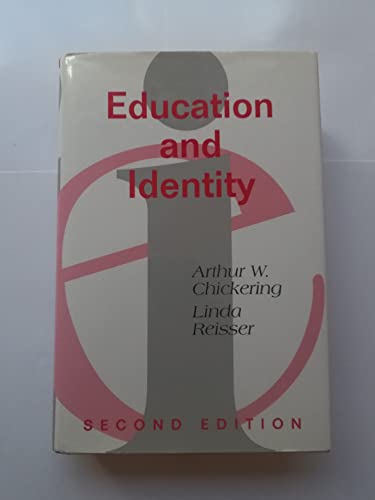 Education
and
Identity
Arthur W.
Chickering
Linda
Reisser
SECOND EDITION